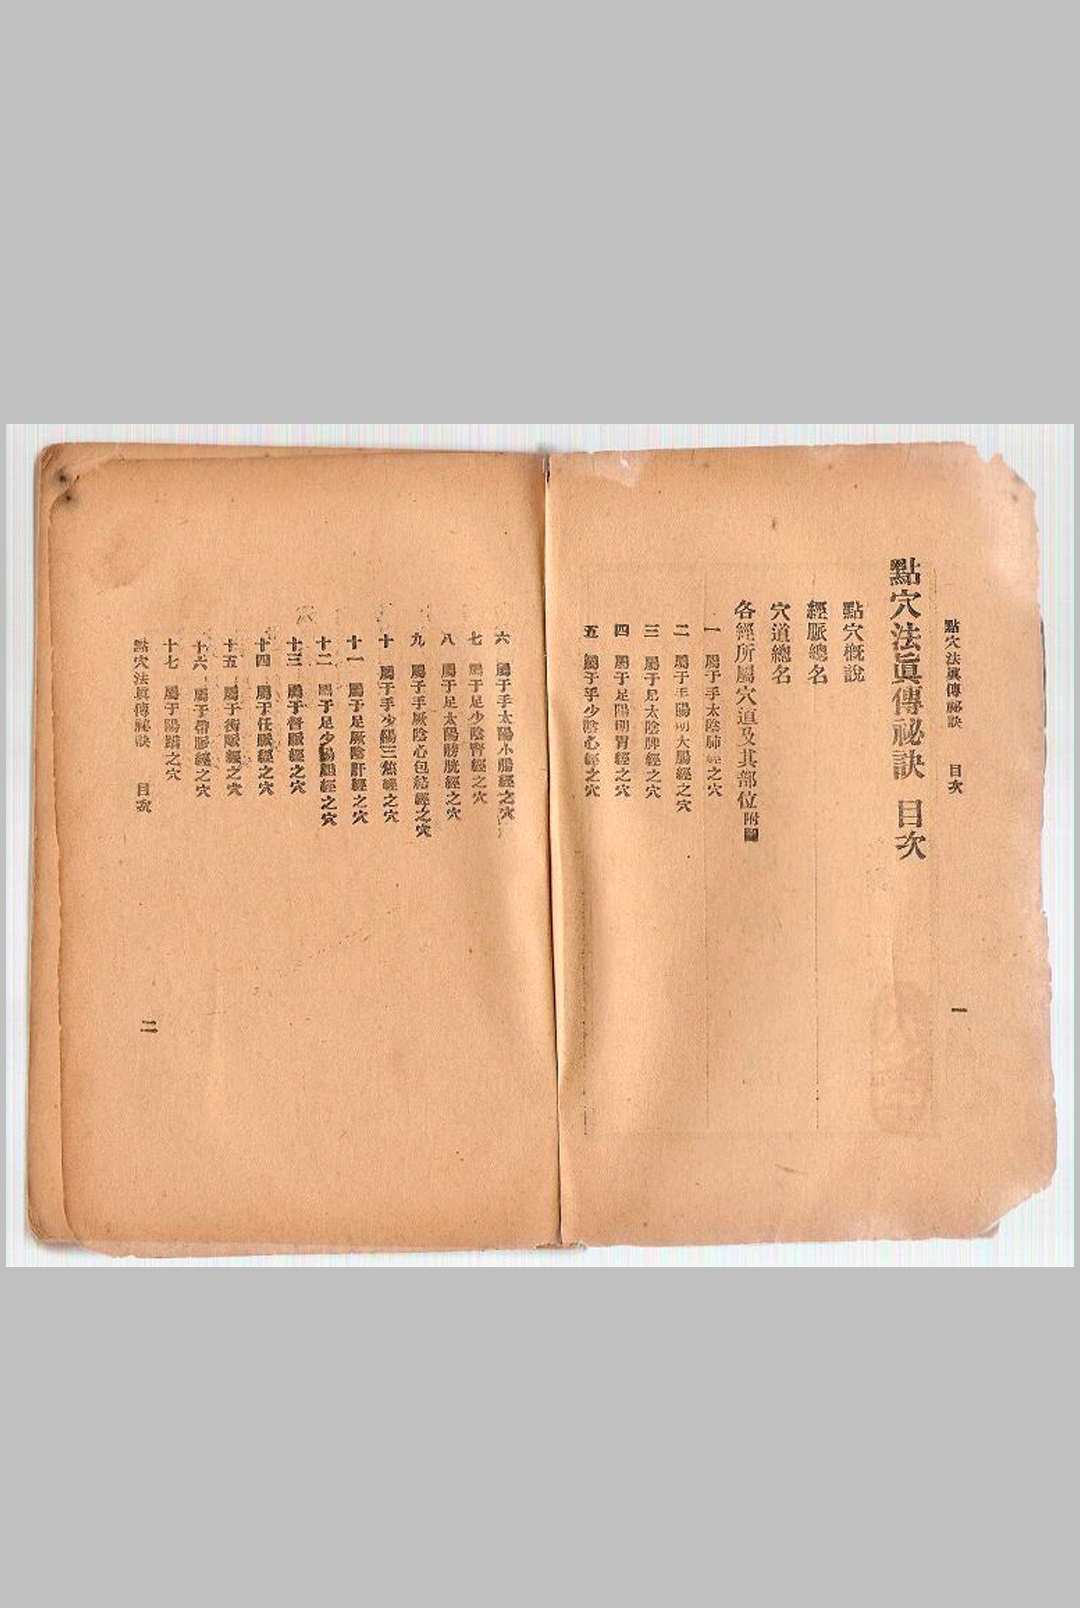 點穴法眞傳祕訣　目次
一
點穴法眞傳祕訣　目次
點穴概說
經脈總名
穴道總名
各經所屬穴道及其部位附圖
一　屬于手太陰肺經之穴
二　屬于手陽明大腸經之穴
三　屬于足太陰脾經之穴
四　屬于足陽明胃經之穴
五　屬于手少陰心經之穴
六　屬于手太陽小腸經之穴
七　屬于足少陰腎經之穴
八　屬于足太陽膀胱經之穴
九　屬于手厥陰心包絡經之穴
十　屬于手少陽三焦經之穴
十一　屬于足厥陰肝經之穴
十二　屬于足少陽膽經之穴
十三　屬于督脈經之穴
十四　屬于任脈經之穴
十五　屬于衝脈經之穴
十六　屬于帶脈經之穴
十七　屬于陽蹻之穴
點穴法眞傳祕訣　目次
二